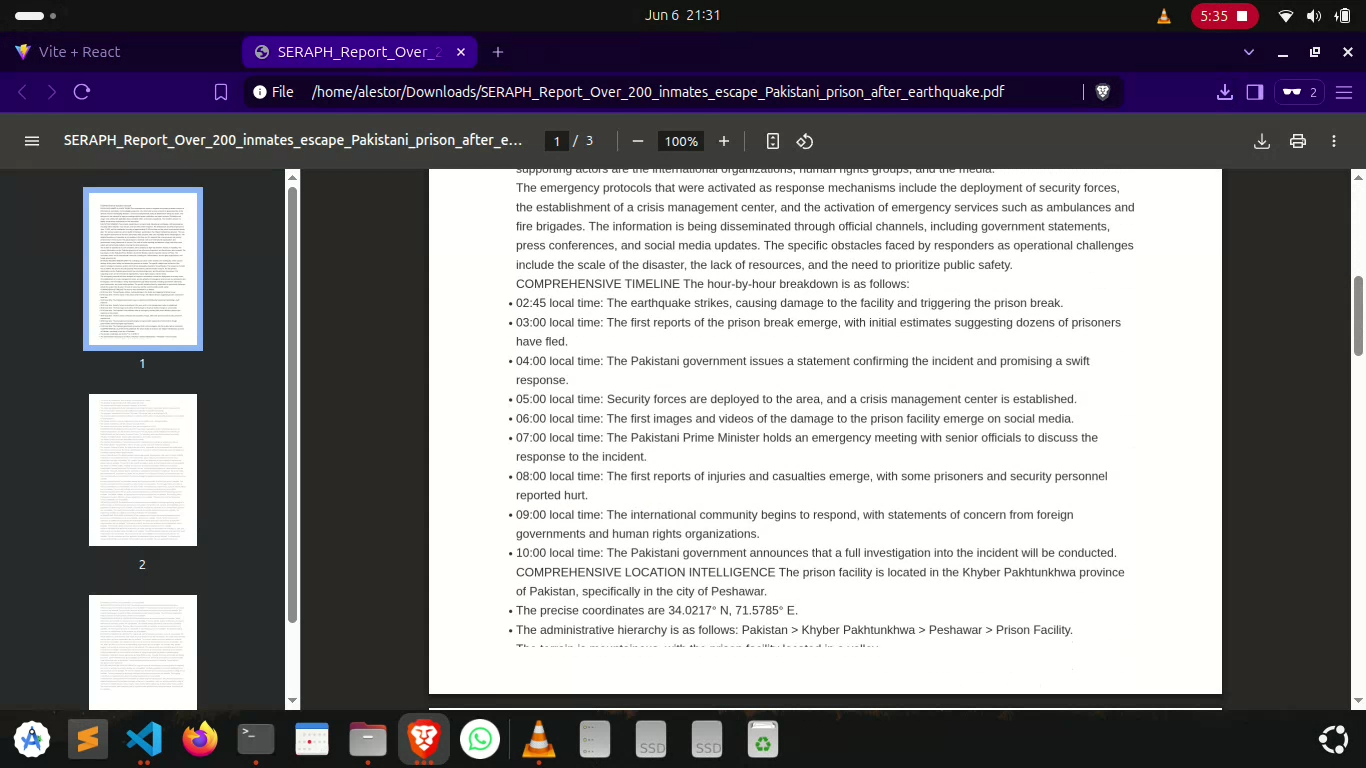 Jun 6 21:31
5:35
Vite + React
SERAPH_Report_Over_2
File /home/alestor/Downloads/SERAPH_Report_Over_200_inmates_escape_Pakistani_prison_after_earthquake.pdf
2
SERAPH_Report_Over_200_inmates_escape_Pakistani_prison_after_e...
1 / 3
100%
supporting actors are the international organizations, human rights groups, and the media.
The emergency protocols that were activated as response mechanisms include the deployment of security forces,
the establishment of a crisis management center, and the activation of emergency services such as ambulances and
fire brigades. The information is being disseminated through official channels, including government statements,
press conferences, and social media updates. The specific obstacles faced by responders as operational challenges
include the scale of the disaster, the lack of resources, and the need to prioritize public safety.
COMPREHENSIVE TIMELINE The hour-by-hour breakdown is as follows:
• 02:45 local time: The earthquake strikes, causing damage to the facility and triggering the prison break.
• 03:00 local time: The first reports of the prison break emerge, with initial estimates suggesting dozens of prisoners
have fled.
• 04:00 local time: The Pakistani government issues a statement confirming the incident and promising a swift
response.
• 05:00 local time: Security forces are deployed to the area, and a crisis management center is established.
• 06:00 local time: The first images and videos of the damaged prison facility emerge on social media.
• 07:00 local time: The Pakistani Prime Minister holds an emergency meeting with senior officials to discuss the
response to the incident.
• 08:00 local time: The first reports of injuries and casualties emerge, with some prisoners and security personnel
reported hurt.
• 09:00 local time: The international community begins to respond, with statements of concern from foreign
governments and human rights organizations.
• 10:00 local time: The Pakistani government announces that a full investigation into the incident will be conducted.
COMPREHENSIVE LOCATION INTELLIGENCE The prison facility is located in the Khyber Pakhtunkhwa province
of Pakistan, specifically in the city of Peshawar.
• The precise coordinates are 34.0217° N, 71.5785° E.
• The administrative hierarchy is as follows: Pakistan > Khyber Pakhtunkhwa > Peshawar > Prison Facility.
1
2
SSD
SSD